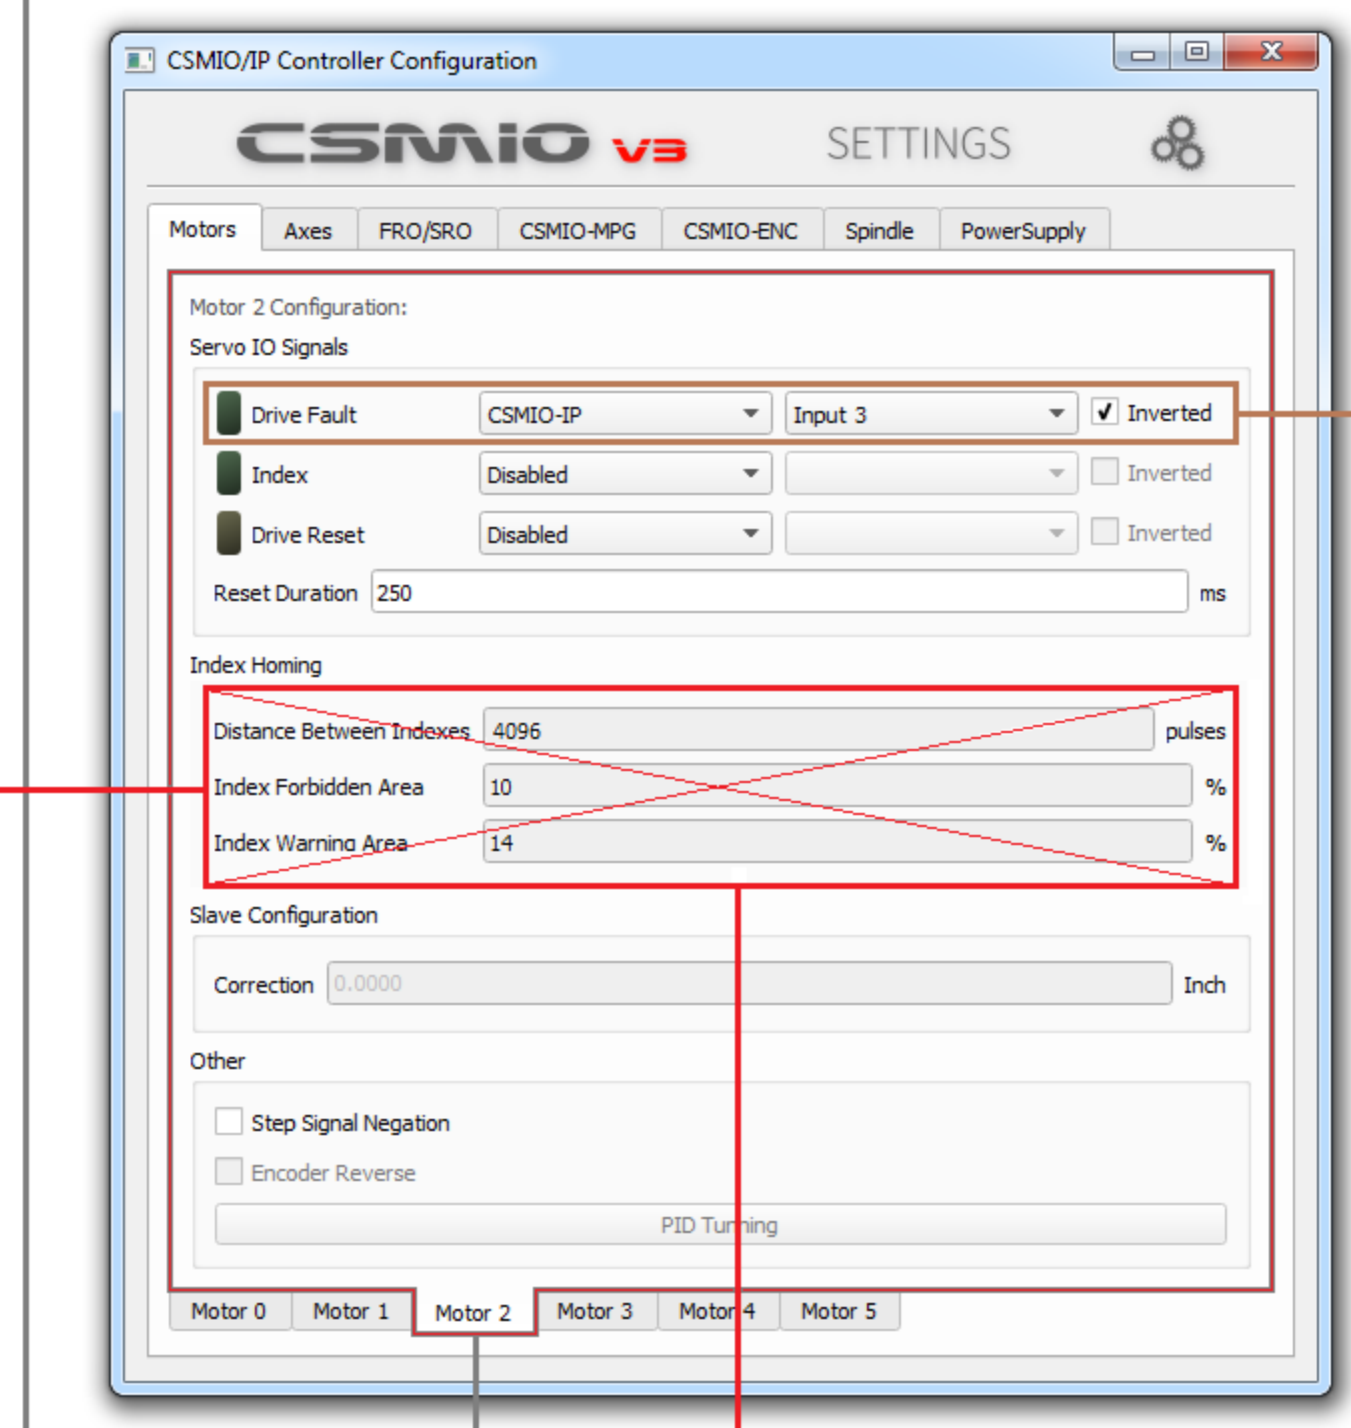 CSMIO/IP Controller Configuration
CSMiO V3 SETTINGS
Motors Axes FRO/SRO CSMIO-MPG CSMIO-ENC Spindle PowerSupply
Motor 2 Configuration:
Servo IO Signals
Drive Fault CSMIO-IP Input 3 Inverted
Index Disabled Inverted
Drive Reset Disabled Inverted
Reset Duration 250 ms
Index Homing
Distance Between Indexes 4096 pulses
Index Forbidden Area 10 %
Index Warning Area 14 %
Slave Configuration
Correction 0.0000 Inch
Other
Step Signal Negation
Encoder Reverse
PID Tunning
Motor 0 Motor 1 Motor 2 Motor 3 Motor 4 Motor 5